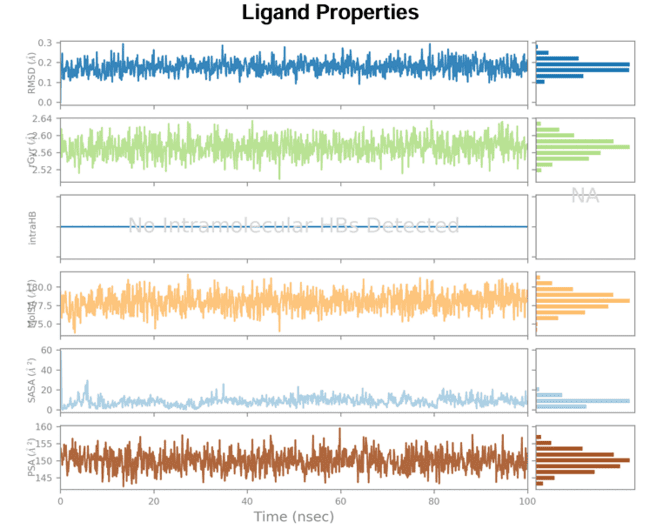 Ligand Properties
0.3
0.2
0.1
0.0
RMSD (Å)
2.64
2.60
2.56
2.52
rGyr (Å)
No Intramolecular HBs Detected
NA
intraHB
180.0
177.5
175.0
60
40
20
0
SASA (Å²)
160
155
150
145
PSA (Å²)
0 20 40 60 80 100
Time (nsec)